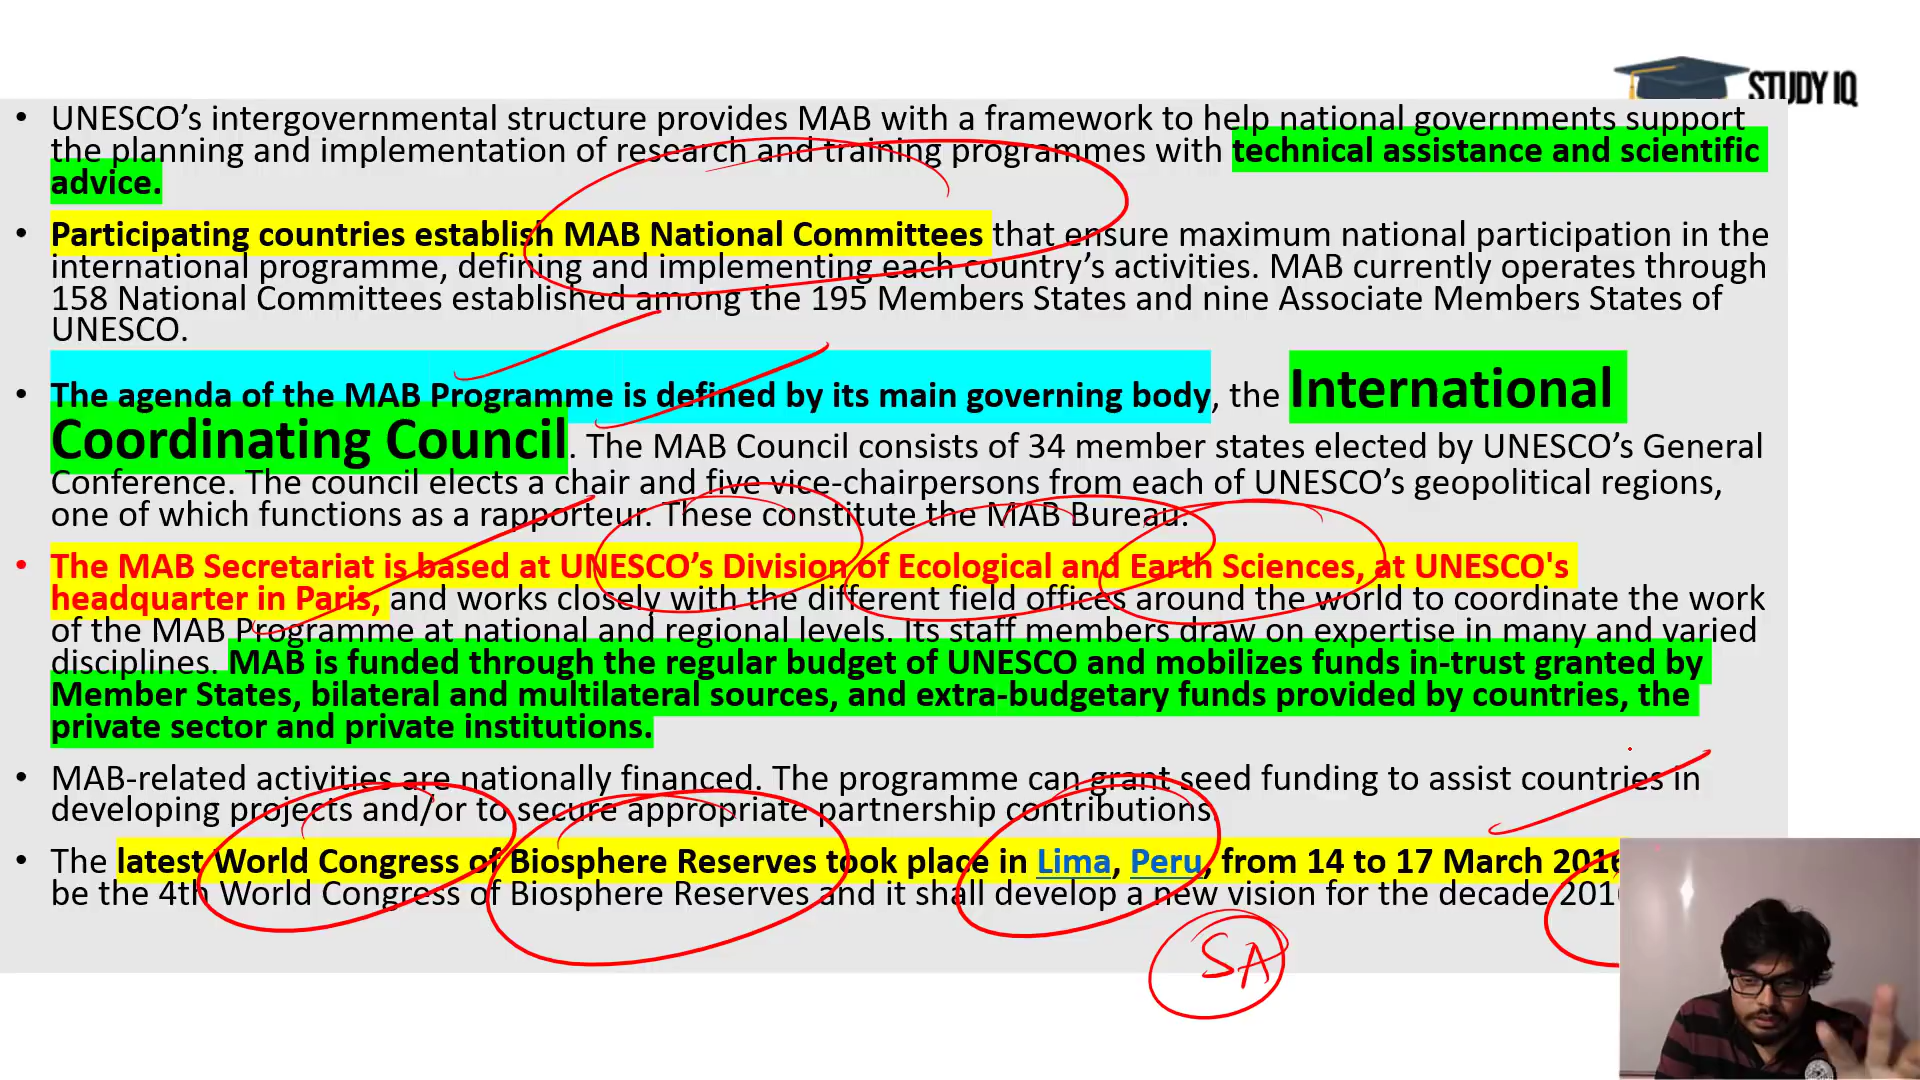 STUDY IQ
• UNESCO’s intergovernmental structure provides MAB with a framework to help national governments support
the planning and implementation of research and training programmes with technical assistance and scientific
advice.
• Participating countries establish MAB National Committees that ensure maximum national participation in the
international programme, defining and implementing each country’s activities. MAB currently operates through
158 National Committees established among the 195 Members States and nine Associate Members States of
UNESCO.
• The agenda of the MAB Programme is defined by its main governing body, the International
Coordinating Council. The MAB Council consists of 34 member states elected by UNESCO’s General
Conference. The council elects a chair and five vice-chairpersons from each of UNESCO’s geopolitical regions,
one of which functions as a rapporteur. These constitute the MAB Bureau.
• The MAB Secretariat is based at UNESCO’s Division of Ecological and Earth Sciences, at UNESCO's
headquarter in Paris, and works closely with the different field offices around the world to coordinate the work
of the MAB Programme at national and regional levels. Its staff members draw on expertise in many and varied
disciplines. MAB is funded through the regular budget of UNESCO and mobilizes funds in-trust granted by
Member States, bilateral and multilateral sources, and extra-budgetary funds provided by countries, the
private sector and private institutions.
• MAB-related activities are nationally financed. The programme can grant seed funding to assist countries in
developing projects and/or to secure appropriate partnership contributions.
• The latest World Congress of Biosphere Reserves took place in Lima, Peru, from 14 to 17 March 2016
be the 4th World Congress of Biosphere Reserves and it shall develop a new vision for the decade
SA